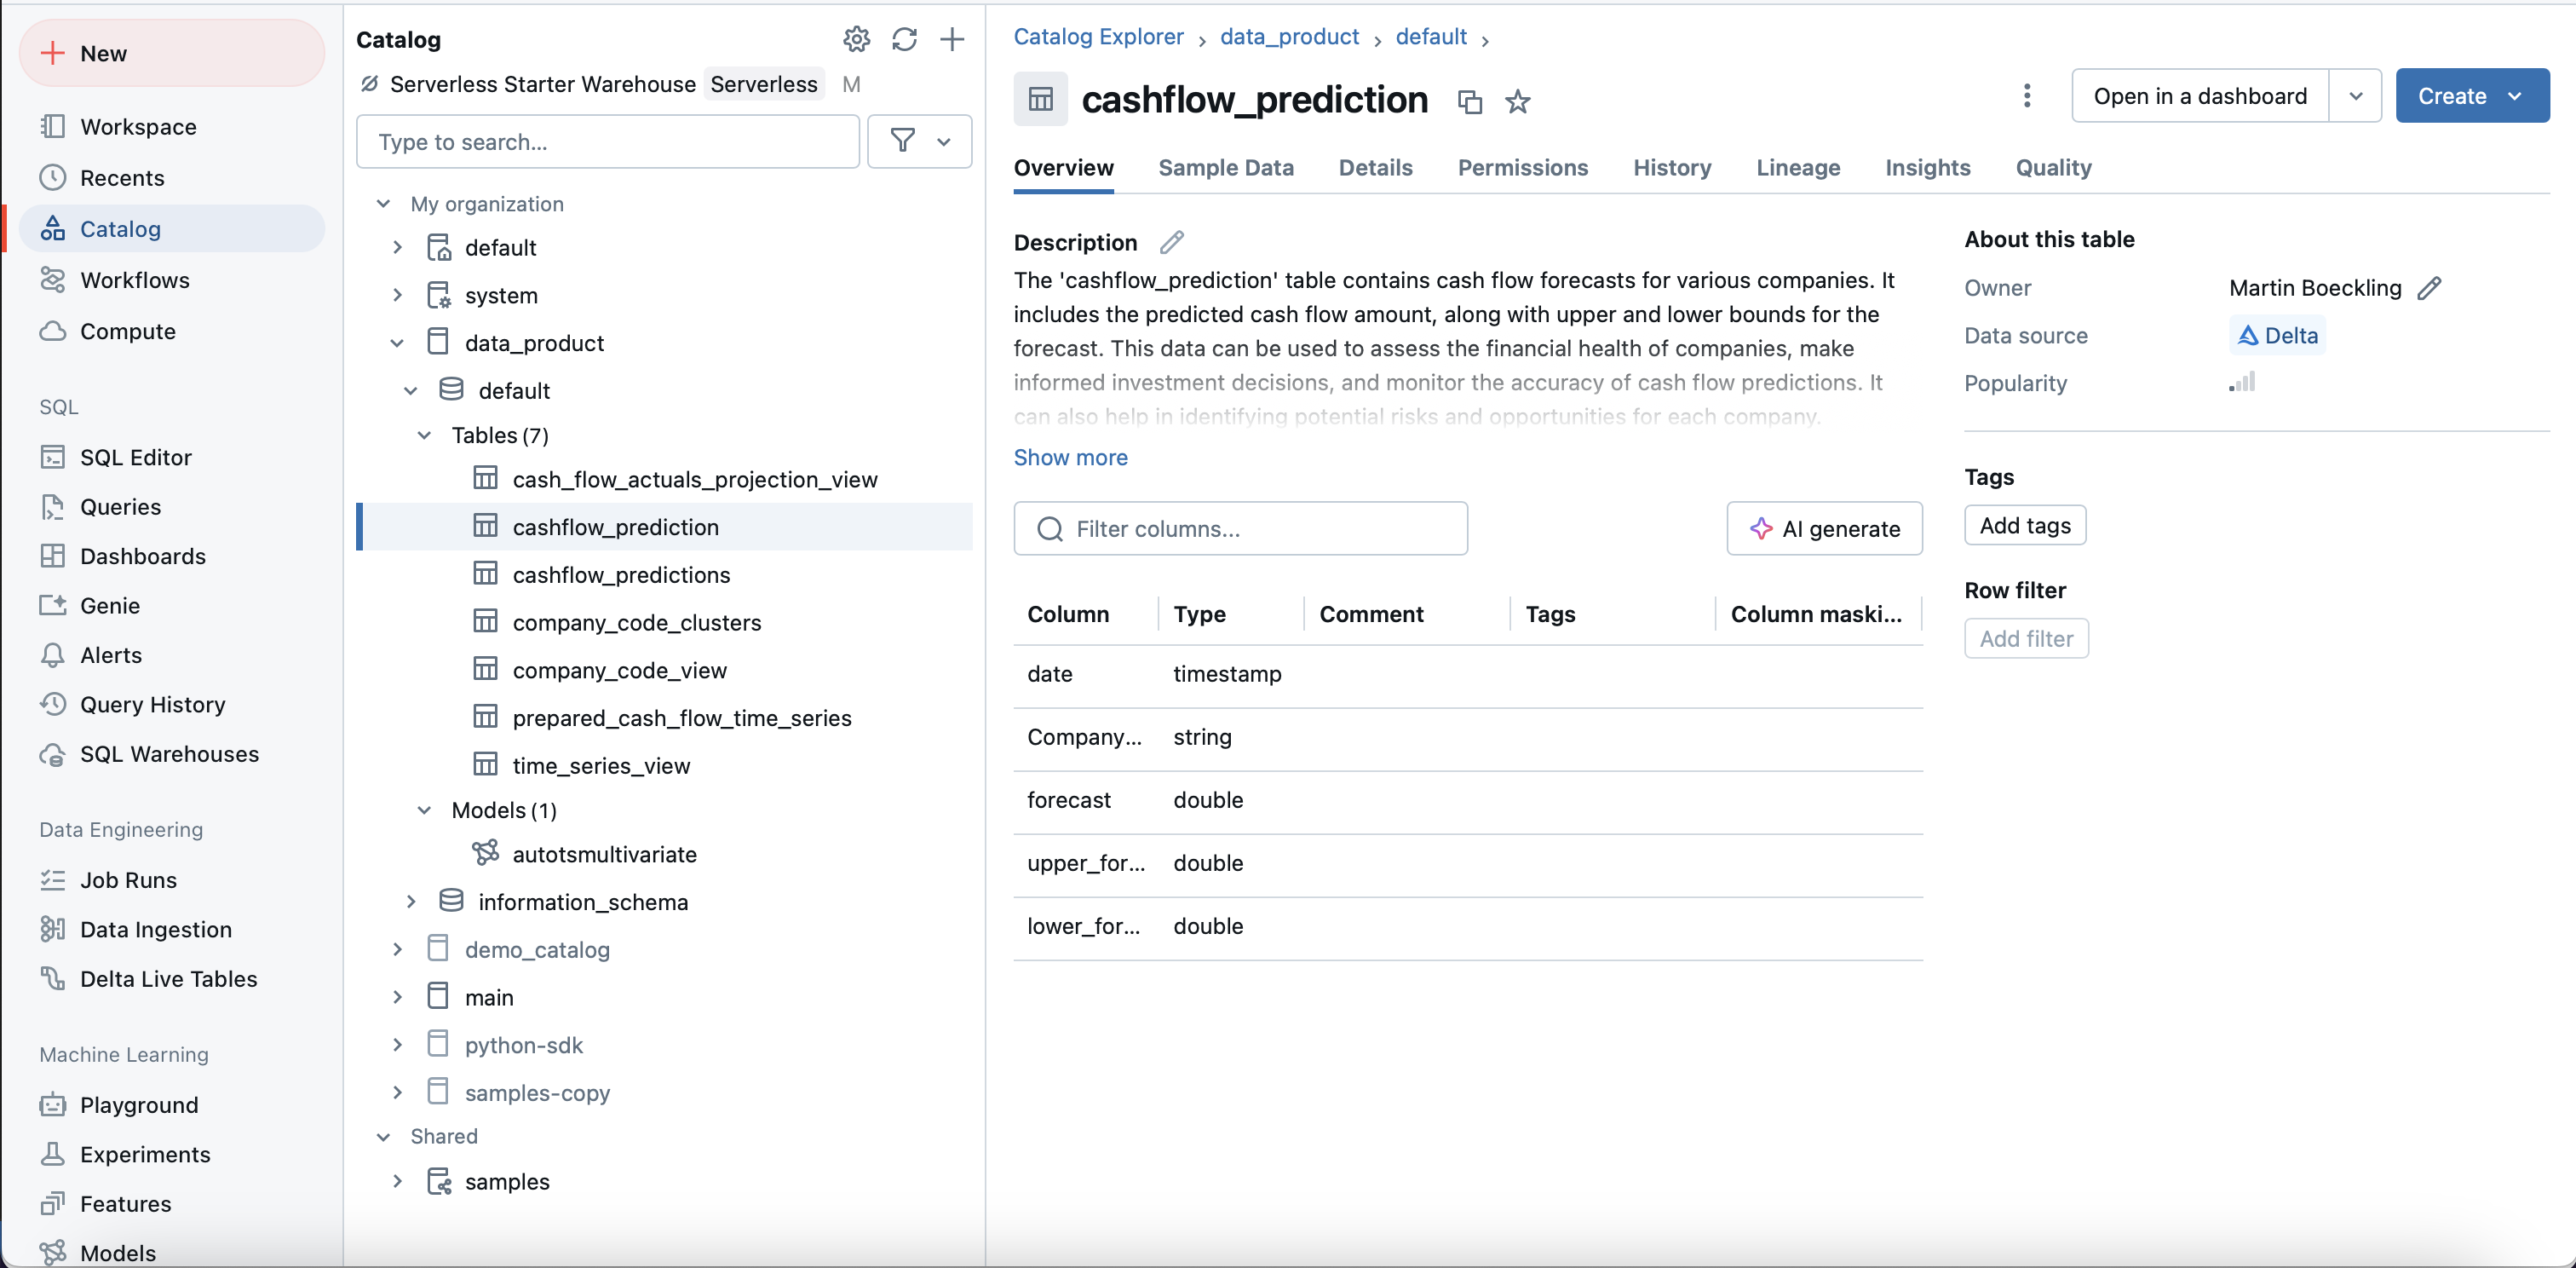 New
Workspace
Recents
Catalog
Workflows
Compute
SQL
SQL Editor
Queries
Dashboards
Genie
Alerts
Query History
SQL Warehouses
Data Engineering
Job Runs
Data Ingestion
Delta Live Tables
Machine Learning
Playground
Experiments
Features
Models
Catalog
Serverless Starter Warehouse Serverless M
Type to search...
My organization
default
system
data_product
default
Tables (7)
cash_flow_actuals_projection_view
cashflow_prediction
cashflow_predictions
company_code_clusters
company_code_view
prepared_cash_flow_time_series
time_series_view
Models (1)
autotsmultivariate
information_schema
demo_catalog
main
python-sdk
samples-copy
Shared
samples
Catalog Explorer › data_product › default ›
cashflow_prediction
Open in a dashboard
Create
Overview Sample Data Details Permissions History Lineage Insights Quality
Description
The 'cashflow_prediction' table contains cash flow forecasts for various companies. It
includes the predicted cash flow amount, along with upper and lower bounds for the
forecast. This data can be used to assess the financial health of companies, make
informed investment decisions, and monitor the accuracy of cash flow predictions. It
can also help in identifying potential risks and opportunities for each company.
Show more
Filter columns...
AI generate
Column Type Comment Tags Column maski...
date timestamp
Company... string
forecast double
upper_for... double
lower_for... double
About this table
Owner Martin Boeckling
Data source Delta
Popularity
Tags
Add tags
Row filter
Add filter